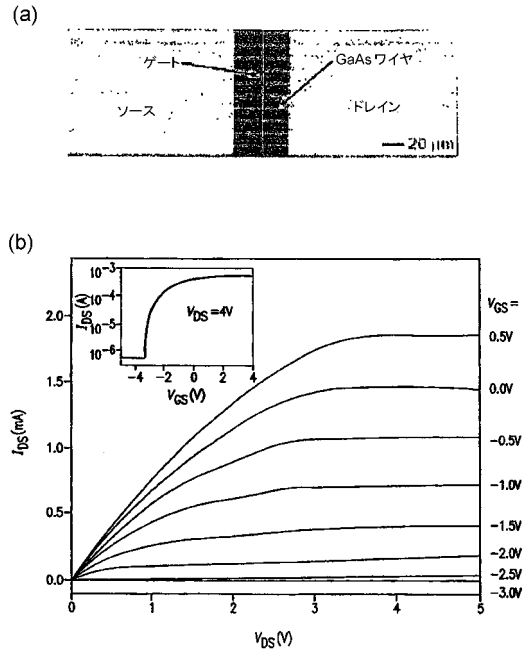 (a)
ゲート
GaAsワイヤ
ソース
ドレイン
20 μm
(b)
I_DS(A)
10⁻³
10⁻⁴
10⁻⁵
10⁻⁶
V_DS=4V
-4 -2 0 2 4
V_GS(V)
I_DS(mA)
2.0
1.5
1.0
0.5
0.0
0 1 2 3 4 5
V_DS(V)
V_GS=
0.5V
0.0V
-0.5V
-1.0V
-1.5V
-2.0V
-2.5V
-3.0V